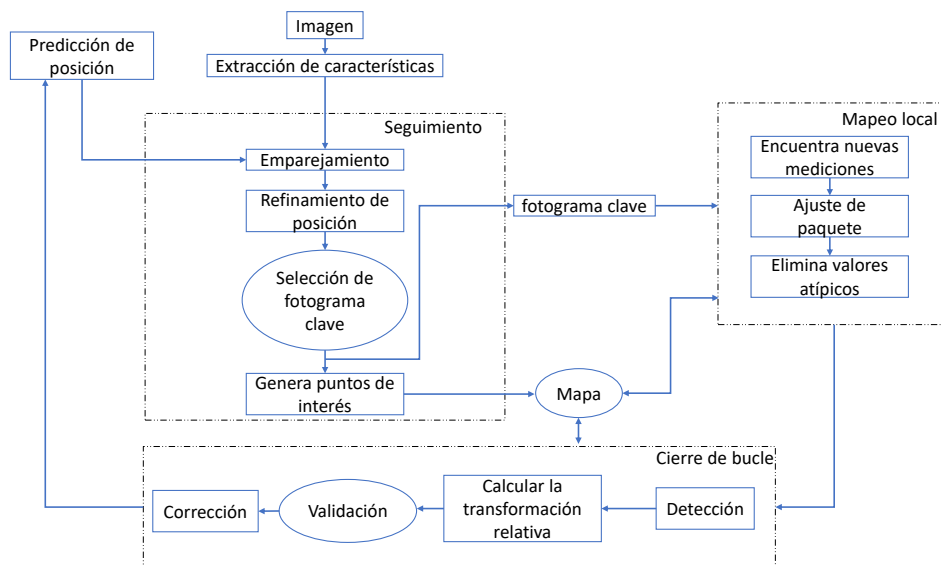 Imagen
Predicción de
posición
Extracción de características
Seguimiento
Emparejamiento
Refinamiento de
posición
Selección de
fotograma
clave
Genera puntos de
interés
fotograma clave
Mapeo local
Encuentra nuevas
mediciones
Ajuste de
paquete
Elimina valores
atípicos
Mapa
Cierre de bucle
Corrección
Validación
Calcular la
transformación
relativa
Detección